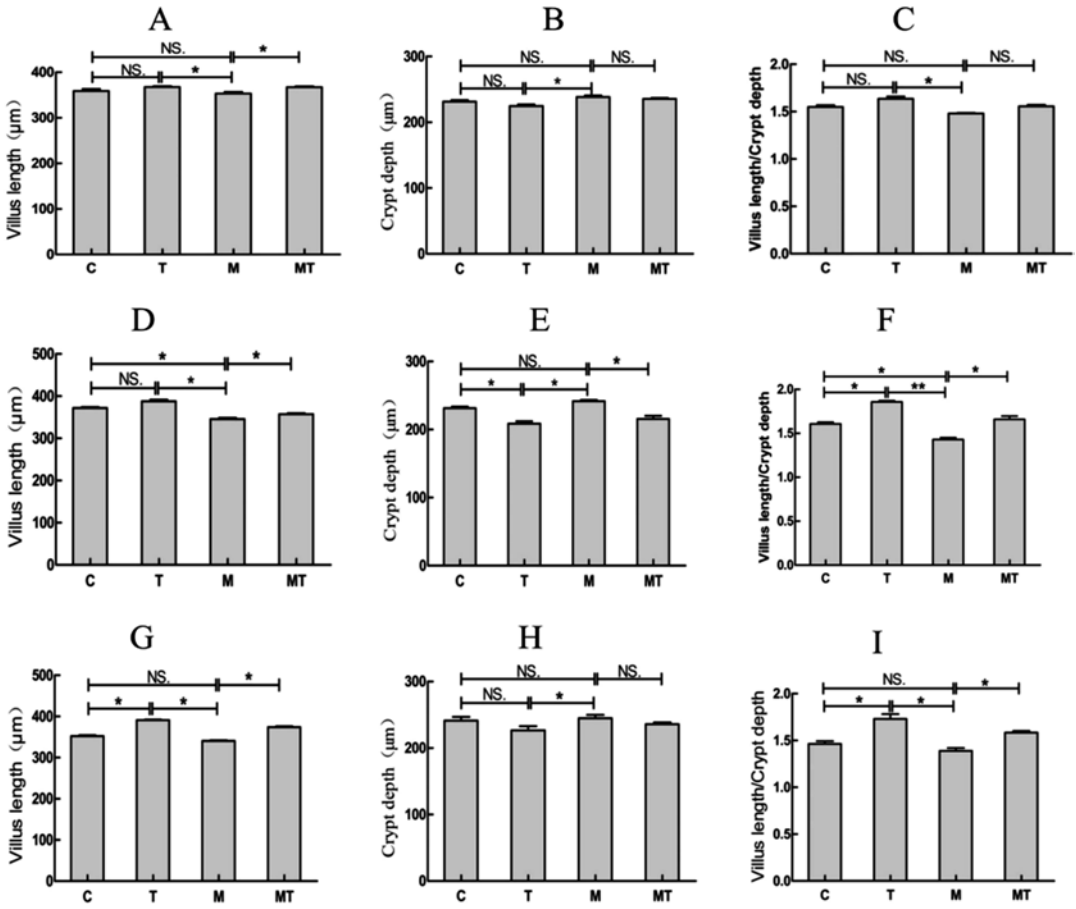 A
NS.
*
NS.
*
Villus length (μm)
400
300
200
100
0
C T M MT
B
NS.
NS.
NS.
*
Crypt depth (μm)
300
200
100
0
C T M MT
C
NS.
NS.
NS.
*
Villus length/Crypt depth
2.0
1.5
1.0
0.5
0.0
C T M MT
D
*
*
NS.
*
Villus length (μm)
500
400
300
200
100
0
C T M MT
E
NS.
*
*
*
Crypt depth (μm)
300
200
100
0
C T M MT
F
*
*
*
**
Villus length/Crypt depth
2.0
1.5
1.0
0.5
0.0
C T M MT
G
NS.
*
*
*
Villus length (μm)
500
400
300
200
100
0
C T M MT
H
NS.
NS.
NS.
*
Crypt depth (μm)
300
200
100
0
C T M MT
I
NS.
*
*
*
Villus length/Crypt depth
2.0
1.5
1.0
0.5
0.0
C T M MT